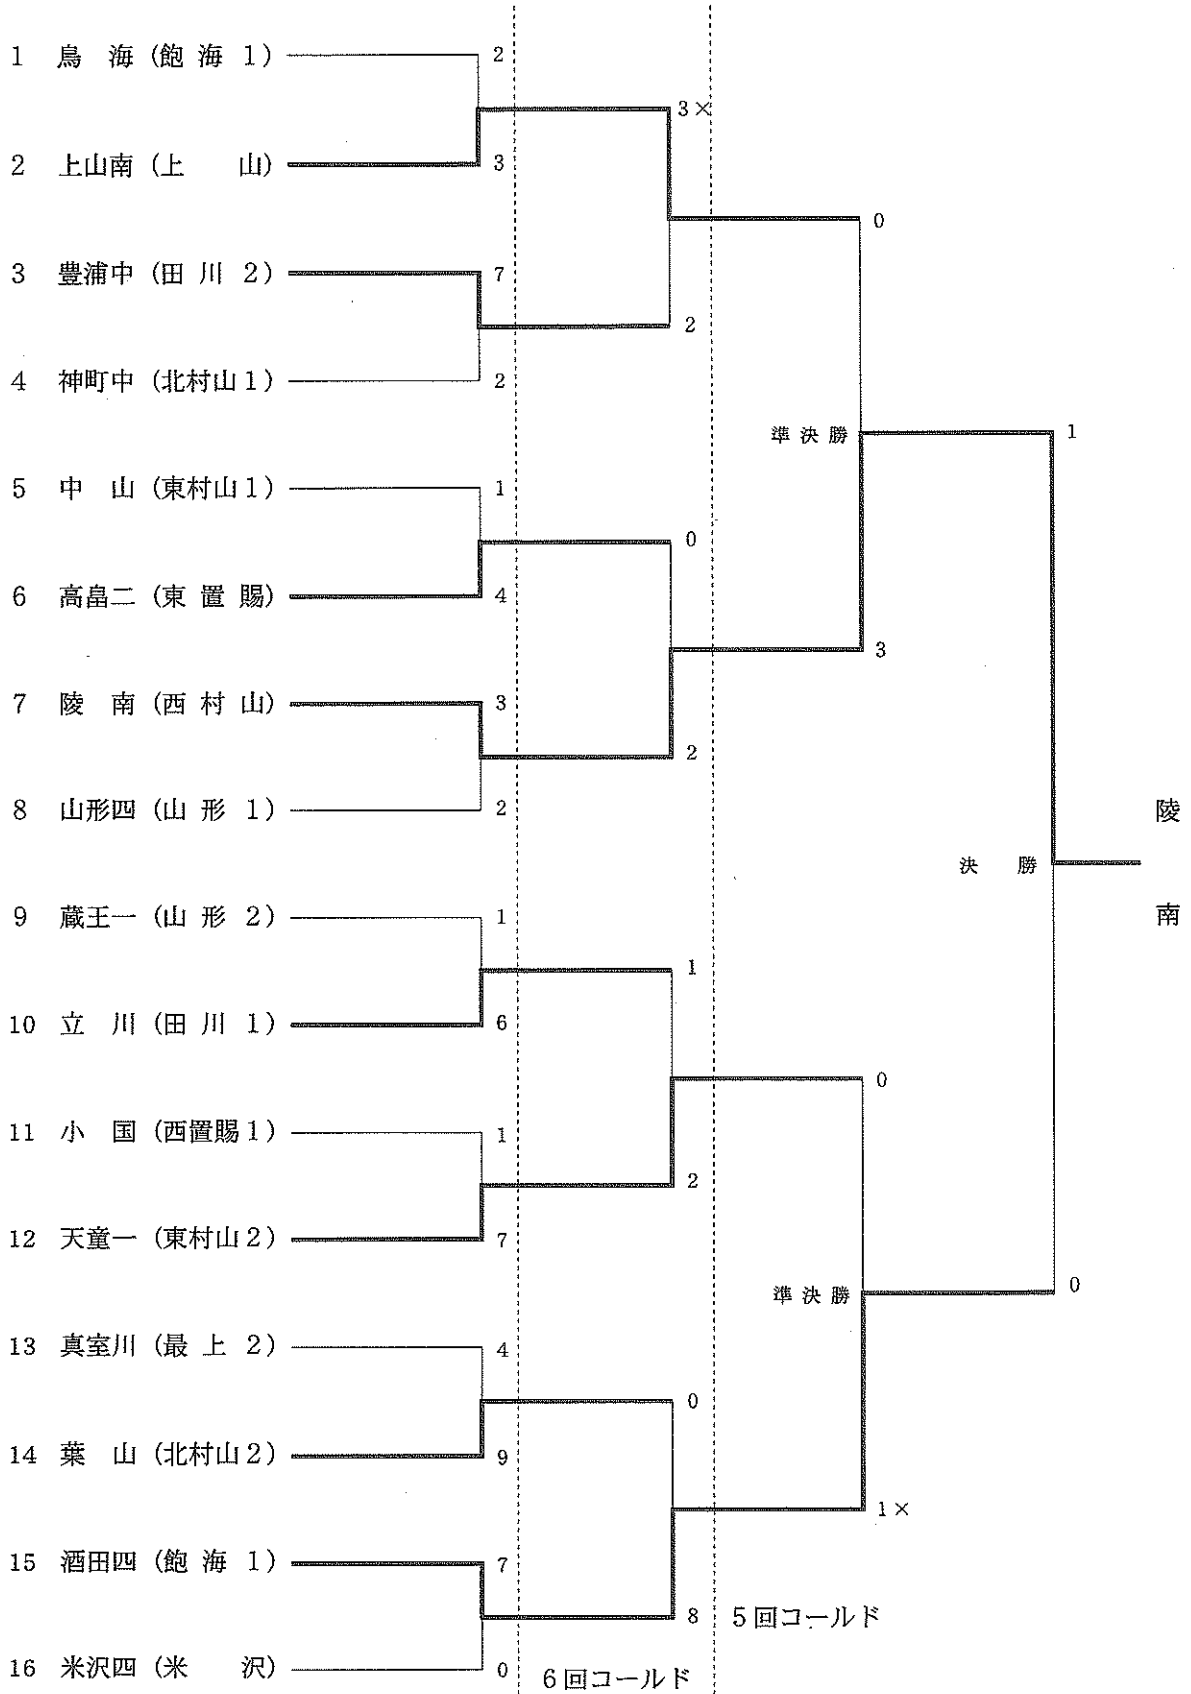 1 鳥 海 (飽 海 1) 2
3×
2 上山南 (上 山) 3
0
3 豊浦中 (田 川 2) 7
2
4 神町中 (北村山1) 2
準決勝 1
5 中 山 (東村山1) 1
0
6 高畠二 (東 置 賜) 4
3
7 陵 南 (西 村 山) 3
2
8 山形四 (山 形 1) 2
決 勝
陵南
9 蔵王一 (山 形 2) 1
1
10 立 川 (田 川 1) 6
0
11 小 国 (西置賜1) 1
2
12 天童一 (東村山2) 7
準決勝 0
13 真室川 (最 上 2) 4
0
14 葉 山 (北村山2) 9
1×
15 酒田四 (飽 海 1) 7
8 5回コールド
16 米沢四 (米 沢) 0
6回コールド